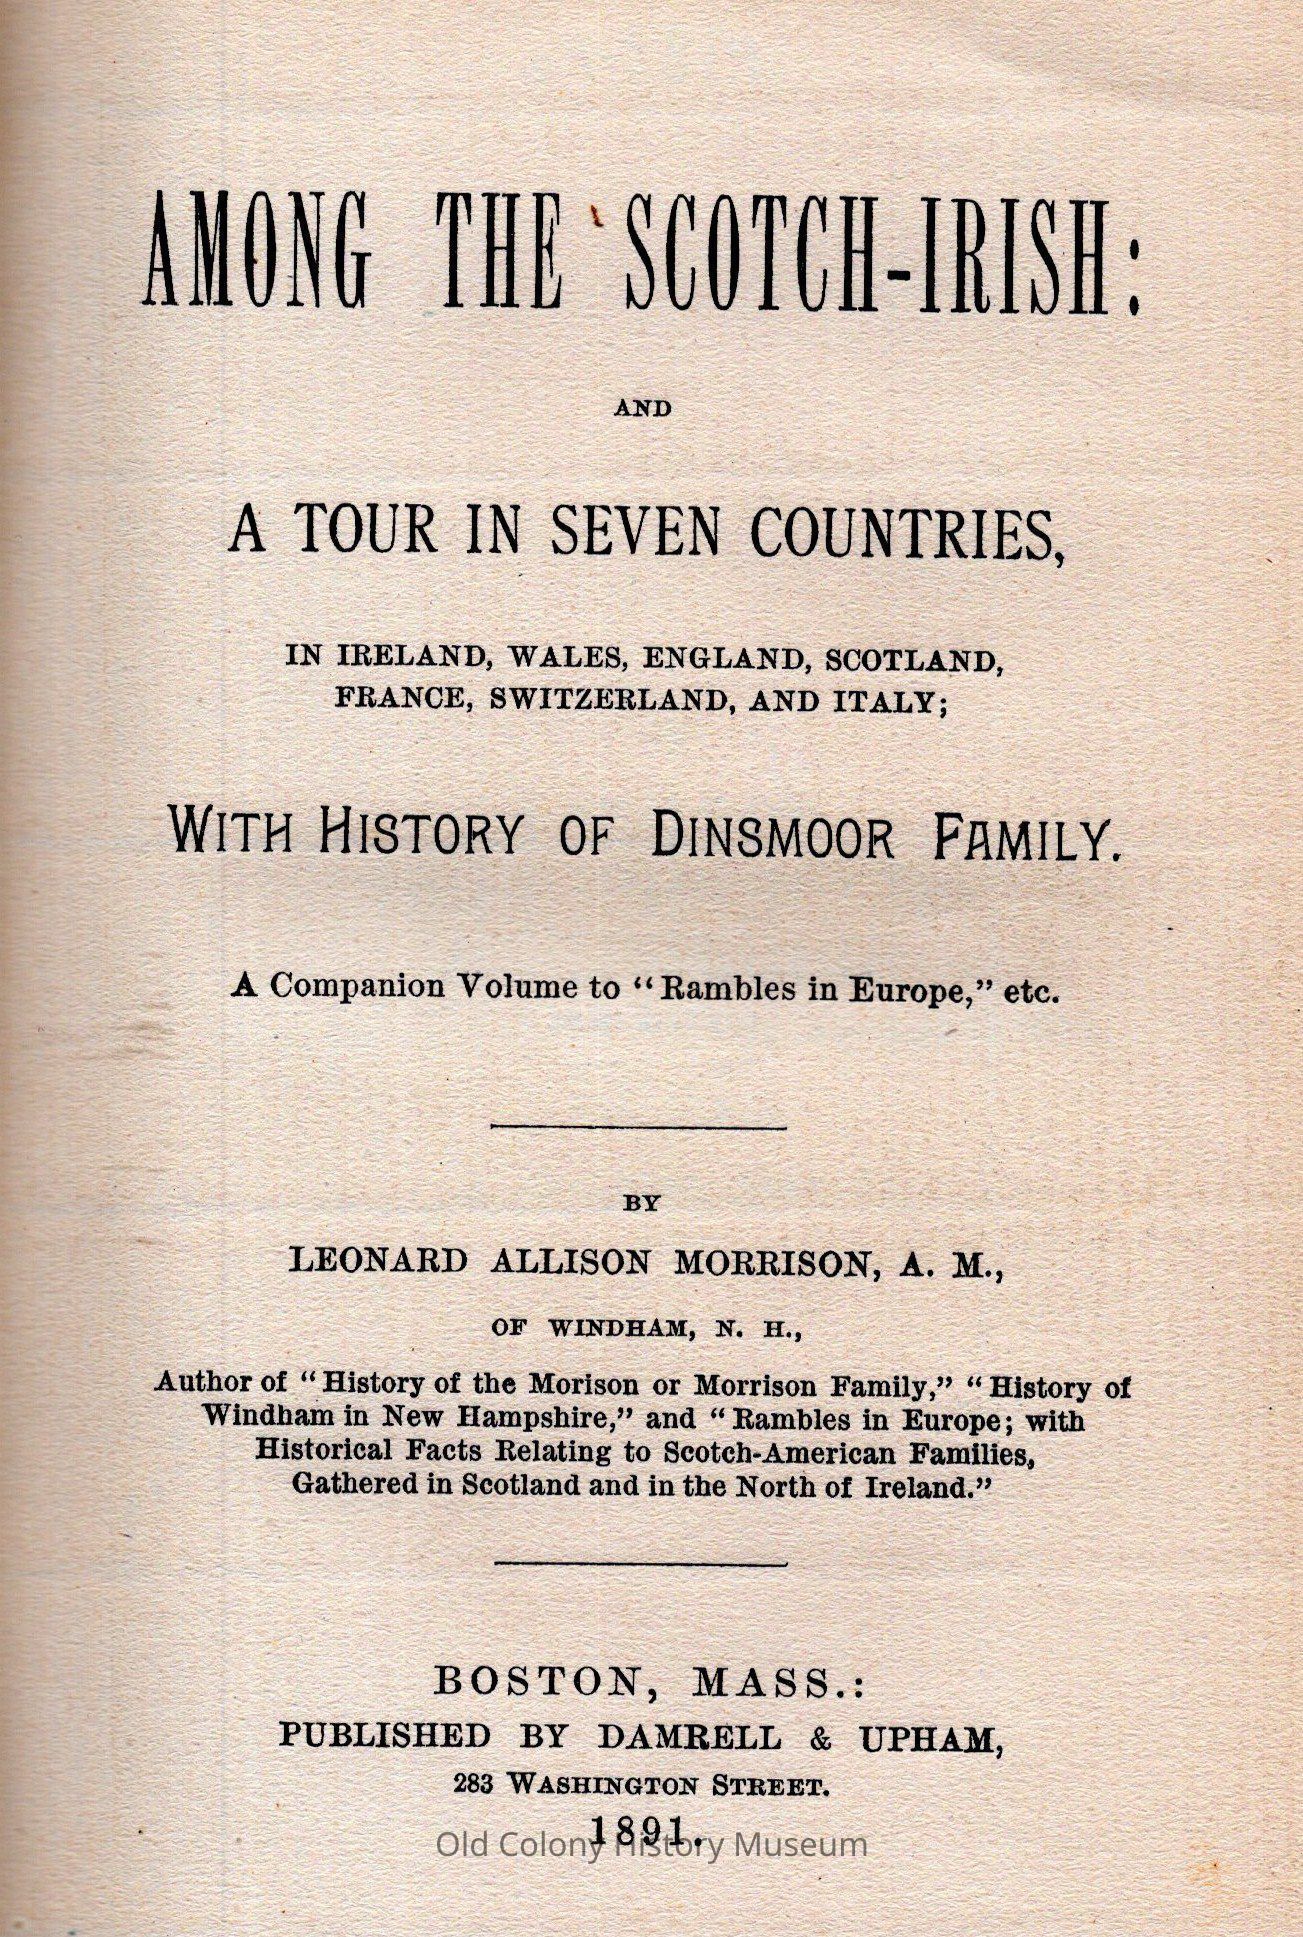 AMONG THE SCOTCH-IRISH:
AND
A TOUR IN SEVEN COUNTRIES,
IN IRELAND, WALES, ENGLAND, SCOTLAND,
FRANCE, SWITZERLAND, AND ITALY;
WITH HISTORY OF DINSMOOR FAMILY.
A Companion Volume to “Rambles in Europe,” etc.
BY
LEONARD ALLISON MORRISON, A. M.,
OF WINDHAM, N. H.,
Author of “History of the Morison or Morrison Family,” “History of
Windham in New Hampshire,” and “Rambles in Europe; with
Historical Facts Relating to Scotch-American Families,
Gathered in Scotland and in the North of Ireland.”
BOSTON, MASS.:
PUBLISHED BY DAMRELL & UPHAM,
283 WASHINGTON STREET.
1891.
Old Colony History Museum